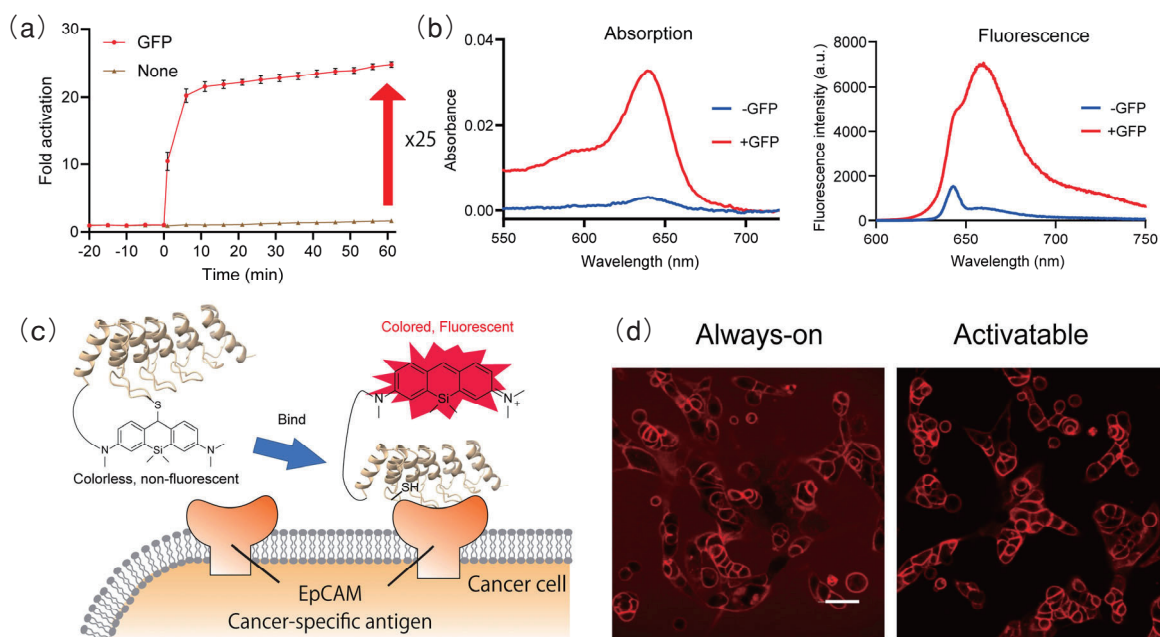 (a)
30
20
10
0
Fold activation
GFP
None
x25
-20 -10 0 10 20 30 40 50 60
Time (min)
(b)
Absorption
0.04
0.02
0.00
Absorbance
-GFP
+GFP
550 600 650 700
Wavelength (nm)
Fluorescence
8000
6000
4000
2000
0
Fluorescence intensity (a.u.)
-GFP
+GFP
600 650 700 750
Wavelength (nm)
(c)
S
N Si N
Colorless, non-fluorescent
Bind
Colored, Fluorescent
N Si N+
SH
EpCAM
Cancer-specific antigen
Cancer cell
(d)
Always-on
Activatable